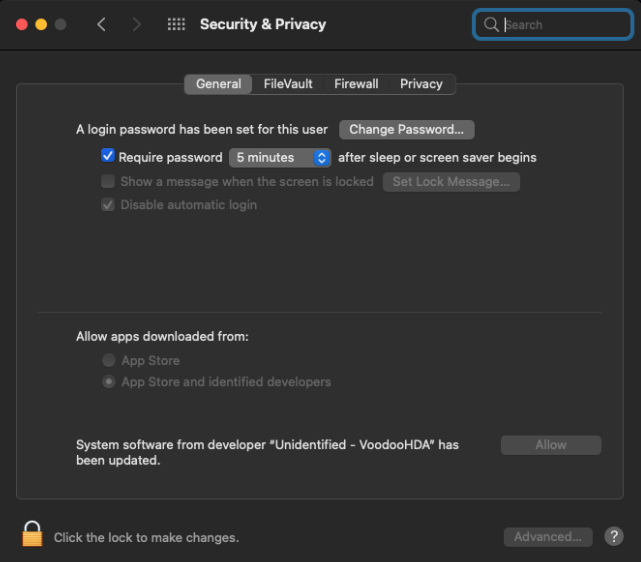 Security & Privacy
Search
General FileVault Firewall Privacy
A login password has been set for this user Change Password...
Require password 5 minutes after sleep or screen saver begins
Show a message when the screen is locked Set Lock Message...
Disable automatic login
Allow apps downloaded from:
App Store
App Store and identified developers
System software from developer “Unidentified - VoodooHDA” has Allow
been updated.
Click the lock to make changes. Advanced... ?